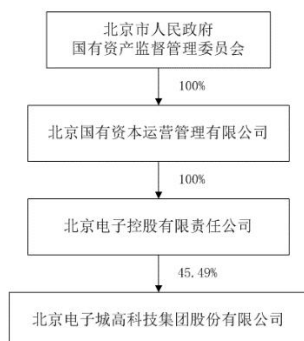 北京市人民政府
国有资产监督管理委员会
100%
北京国有资本运营管理有限公司
100%
北京电子控股有限责任公司
45.49%
北京电子城高科技集团股份有限公司